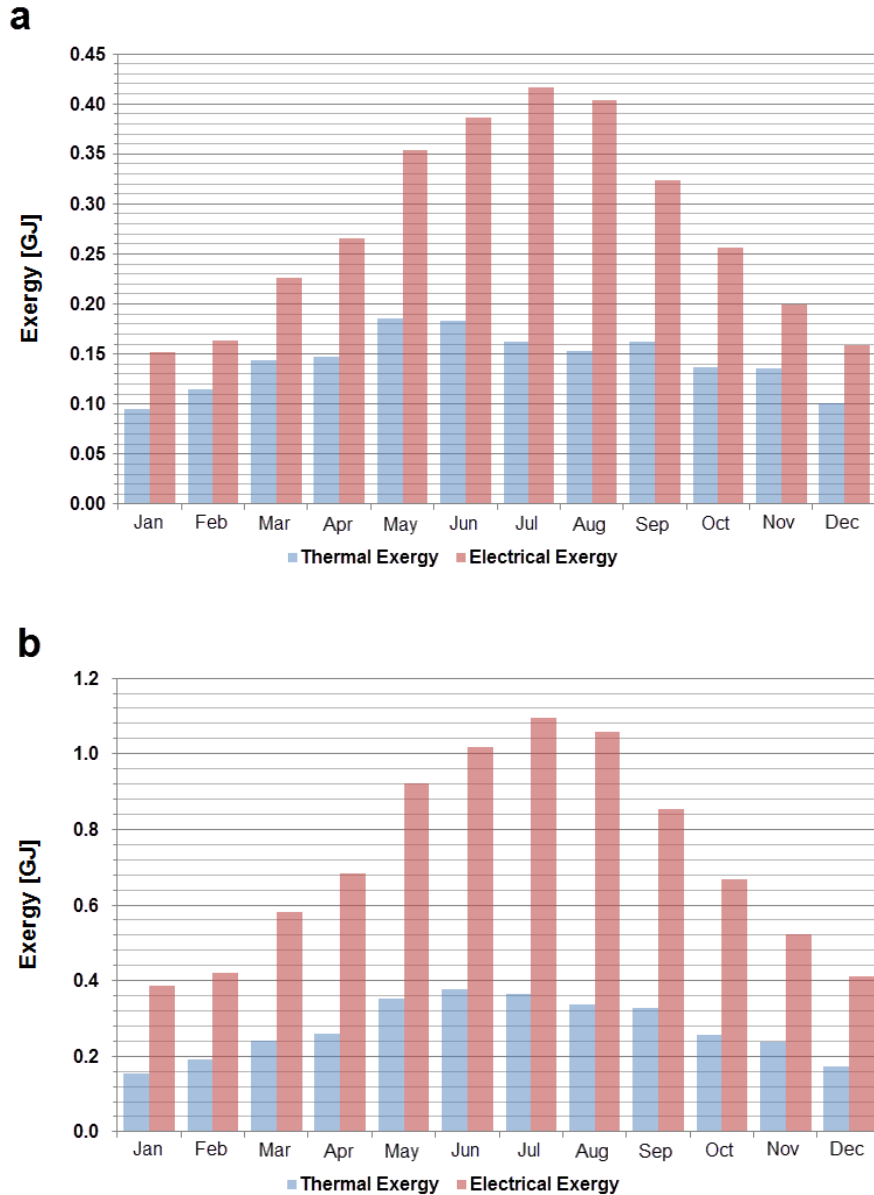 a
0.45
0.40
0.35
0.30
0.25
0.20
0.15
0.10
0.05
0.00
Exergy [GJ]
Jan Feb Mar Apr May Jun Jul Aug Sep Oct Nov Dec
Thermal Exergy Electrical Exergy
b
1.2
1.0
0.8
0.6
0.4
0.2
0.0
Exergy [GJ]
Jan Feb Mar Apr May Jun Jul Aug Sep Oct Nov Dec
Thermal Exergy Electrical Exergy